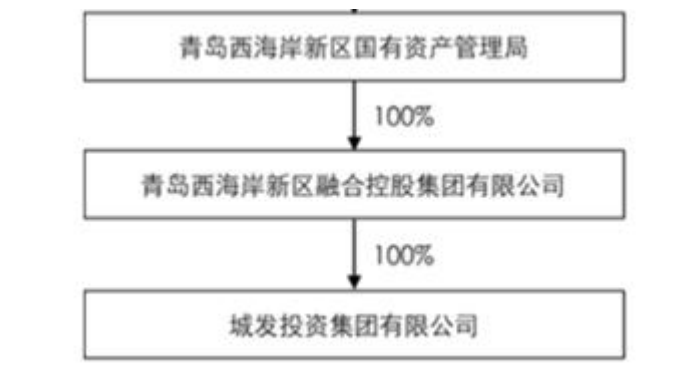 青岛西海岸新区国有资产管理局
100%
青岛西海岸新区融合控股集团有限公司
100%
城发投资集团有限公司